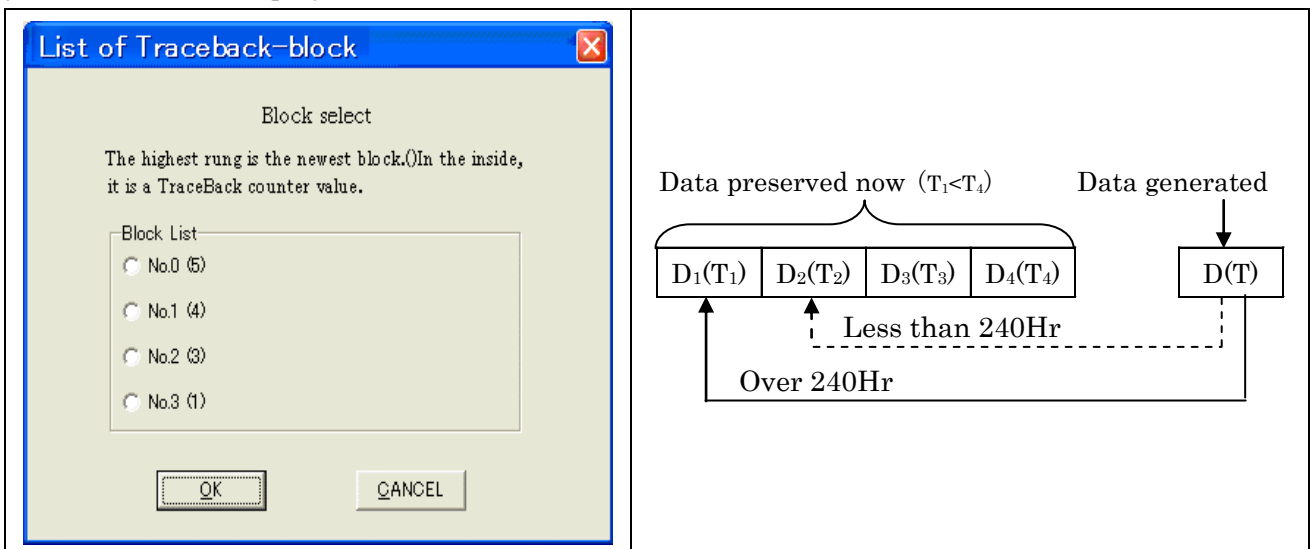 List of Traceback-block
Block select
The highest rung is the newest block.()In the inside,
it is a TraceBack counter value.
Block List
No.0 (5)
No.1 (4)
No.2 (3)
No.3 (1)
OK
CANCEL
Data preserved now (T₁<T₄)
Data generated
D₁(T₁)
D₂(T₂)
D₃(T₃)
D₄(T₄)
D(T)
Less than 240Hr
Over 240Hr